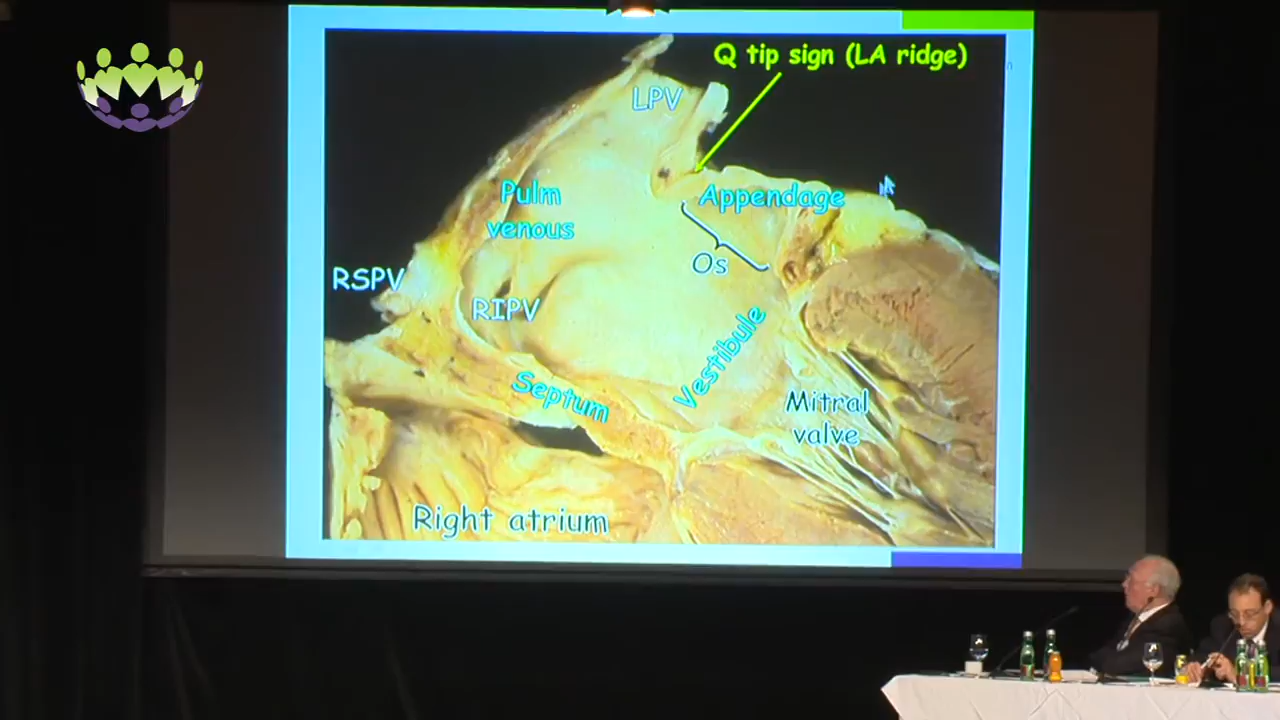 Q tip sign (LA ridge)
LPV
Pulm
venous
Appendage
Os
RSPV
RIPV
Vestibule
Septum
Mitral
valve
Right atrium